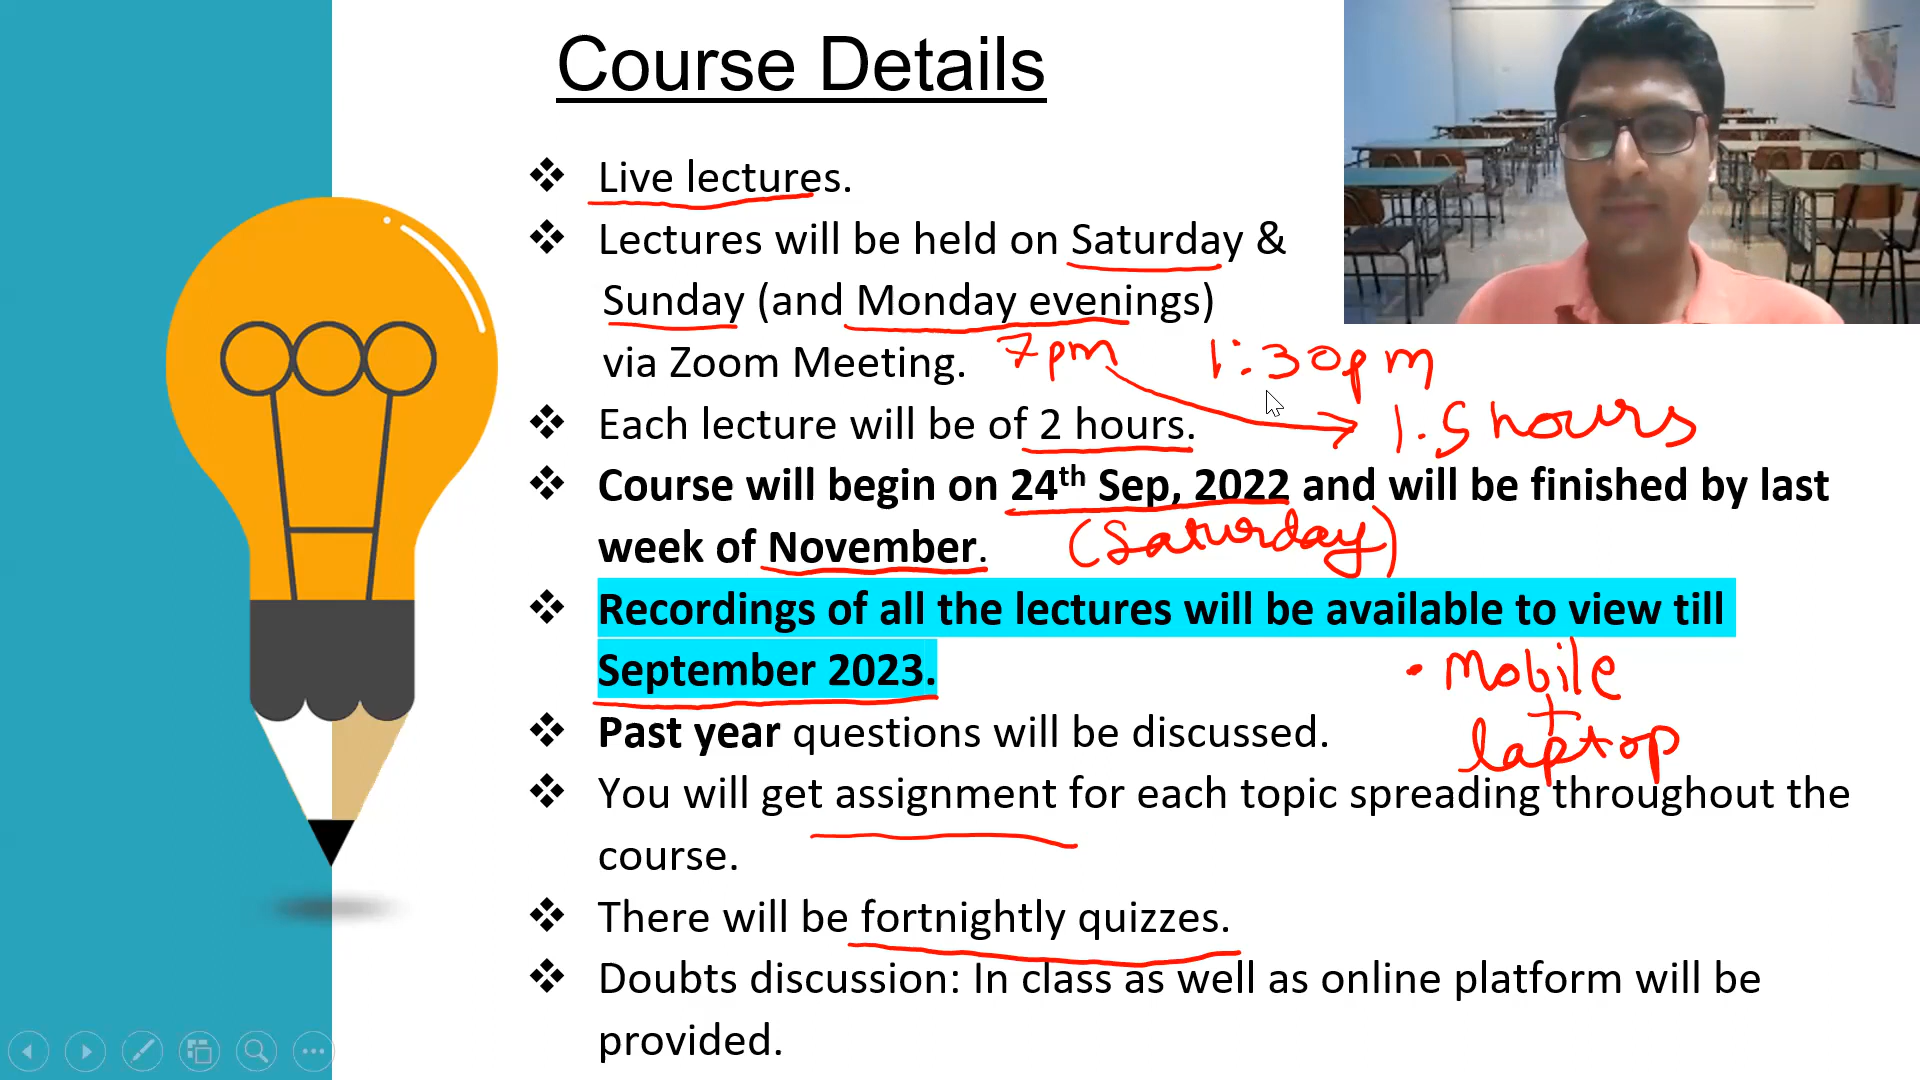 Course Details
❖ Live lectures.
❖ Lectures will be held on Saturday &
Sunday (and Monday evenings)
via Zoom Meeting. 7pm 1:30pm
❖ Each lecture will be of 2 hours. 1.5 hours
❖ Course will begin on 24th Sep, 2022 and will be finished by last
week of November. (Saturday)
❖ Recordings of all the lectures will be available to view till
September 2023. • Mobile
❖ Past year questions will be discussed. + laptop
❖ You will get assignment for each topic spreading throughout the
course.
❖ There will be fortnightly quizzes.
❖ Doubts discussion: In class as well as online platform will be
provided.